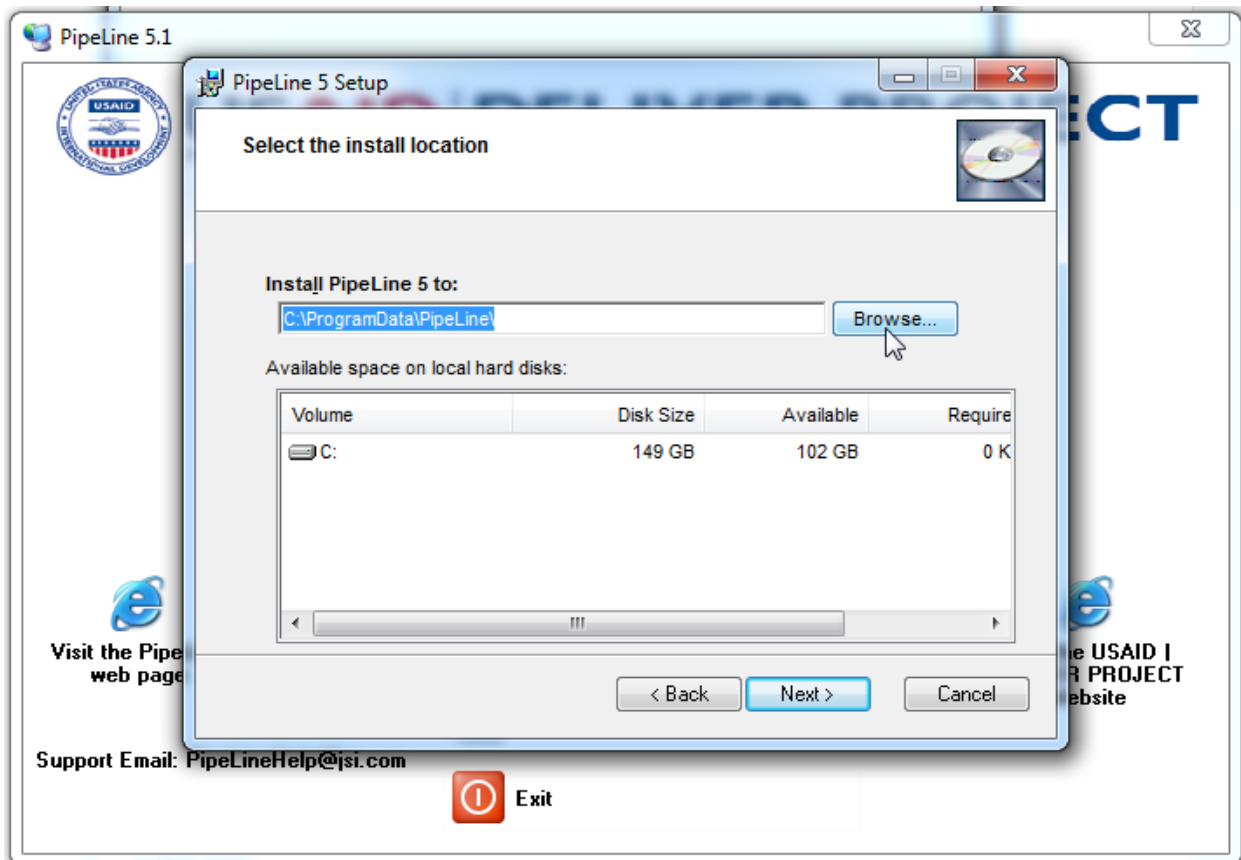 PipeLine 5.1
PipeLine 5 Setup
USAID
ECT
Select the install location
Install PipeLine 5 to:
C:\ProgramData\PipeLine\
Browse...
Available space on local hard disks:
Volume Disk Size Available Require
C: 149 GB 102 GB 0 K
< Back Next > Cancel
Visit the Pipe
web page
e USAID |
R PROJECT
ebsite
Support Email: PipeLineHelp@jsi.com
Exit